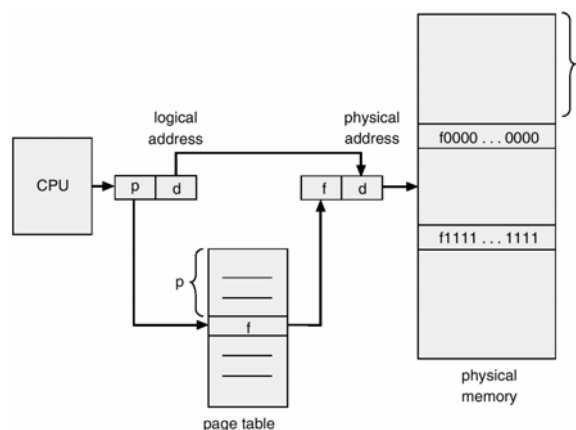 logical
address
physical
address
f0000 . . . 0000
CPU
p d
f d
f1111 . . . 1111
p
f
physical
memory
page table